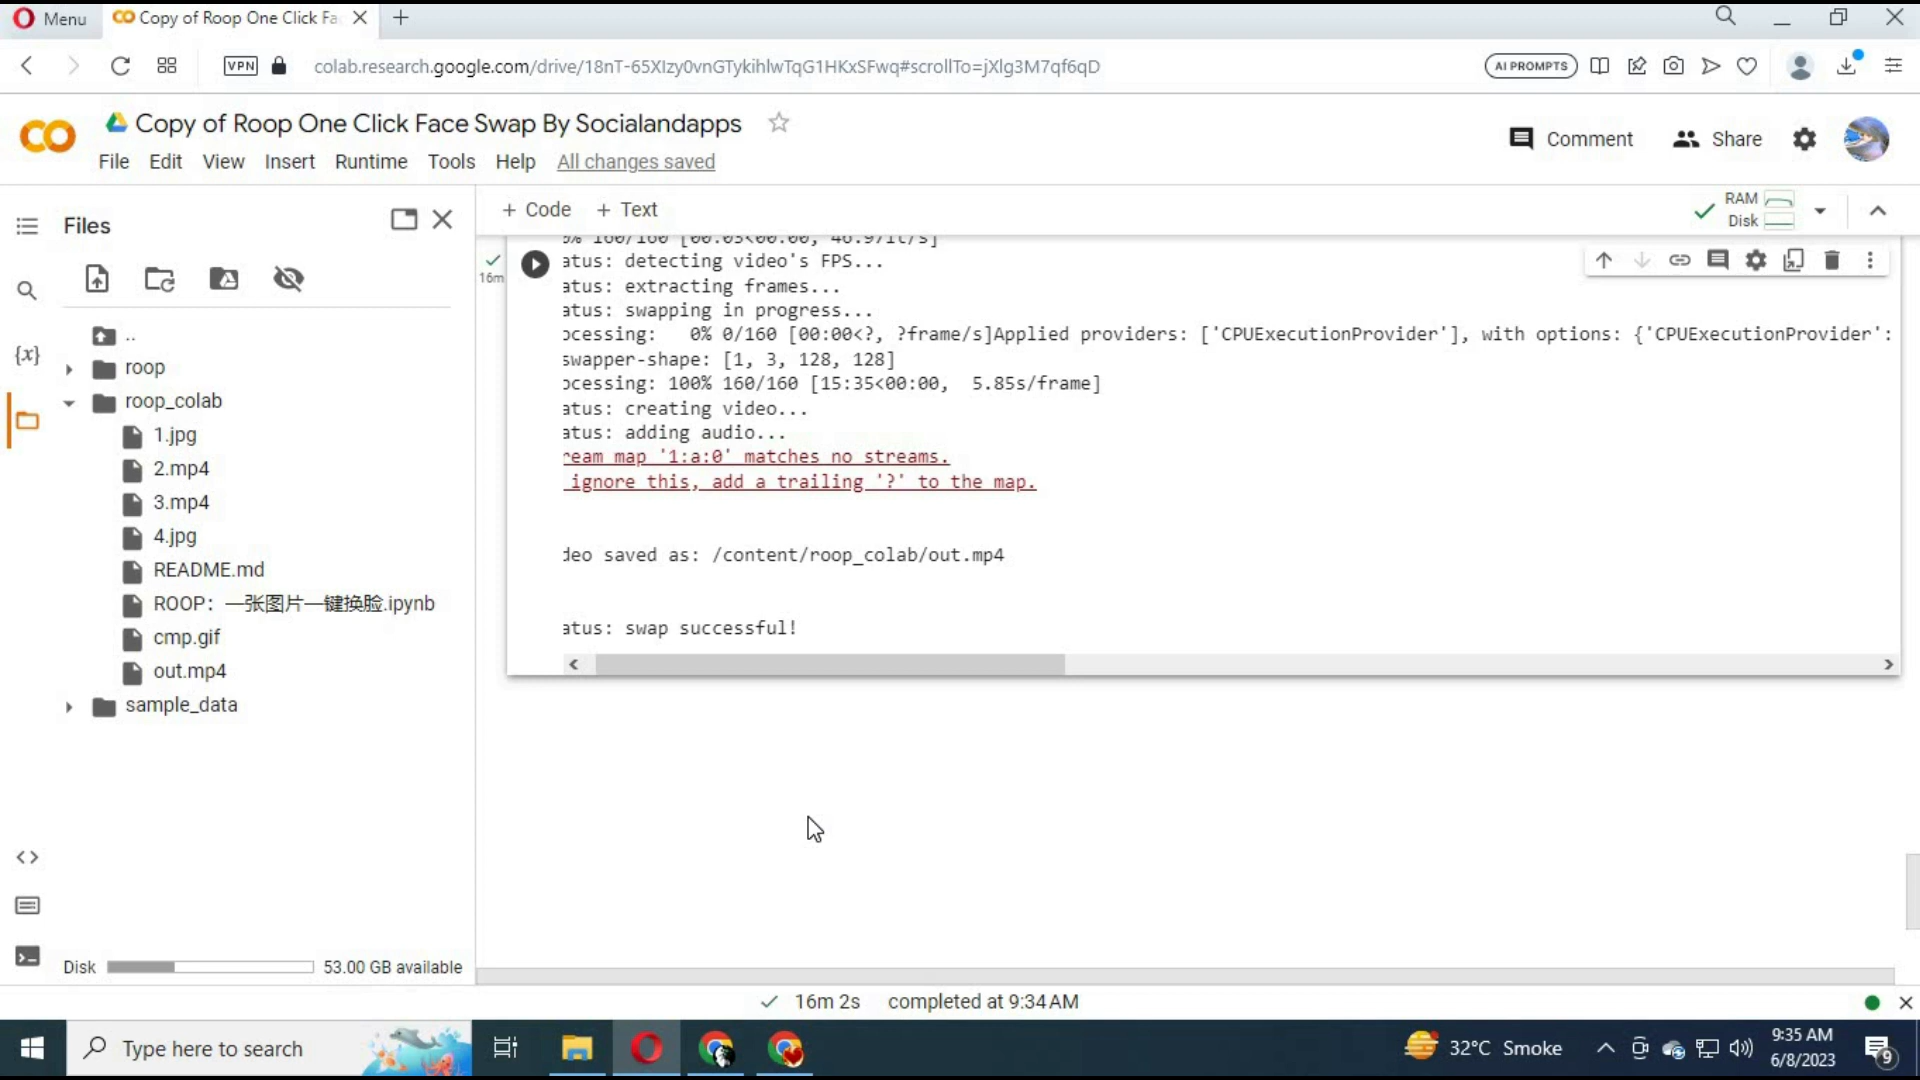 Menu
Copy of Roop One Click Fa
VPN
colab.research.google.com/drive/18nT-65XIzy0vnGTykihlwTqG1HKxSFwq#scrollTo=jXlg3M7qf6qD
AI PROMPTS
Copy of Roop One Click Face Swap By Socialandapps
Comment
Share
File Edit View Insert Runtime Tools Help All changes saved
Files
+ Code + Text
RAM
Disk
16m
atus: detecting video's FPS...
atus: extracting frames...
atus: swapping in progress...
ocessing: 0% 0/160 [00:00<?, ?frame/s]Applied providers: ['CPUExecutionProvider'], with options: {'CPUExecutionProvider':
swapper-shape: [1, 3, 128, 128]
ocessing: 100% 160/160 [15:35<00:00, 5.85s/frame]
atus: creating video...
atus: adding audio...
ream map '1:a:0' matches no streams.
ignore this, add a trailing '?' to the map.
deo saved as: /content/roop_colab/out.mp4
atus: swap successful!
{x}
..
roop
roop_colab
1.jpg
2.mp4
3.mp4
4.jpg
README.md
ROOP：一张图片一键换脸.ipynb
cmp.gif
out.mp4
sample_data
Disk
53.00 GB available
16m 2s completed at 9:34 AM
Type here to search
32°C Smoke
9:35 AM
6/8/2023
9